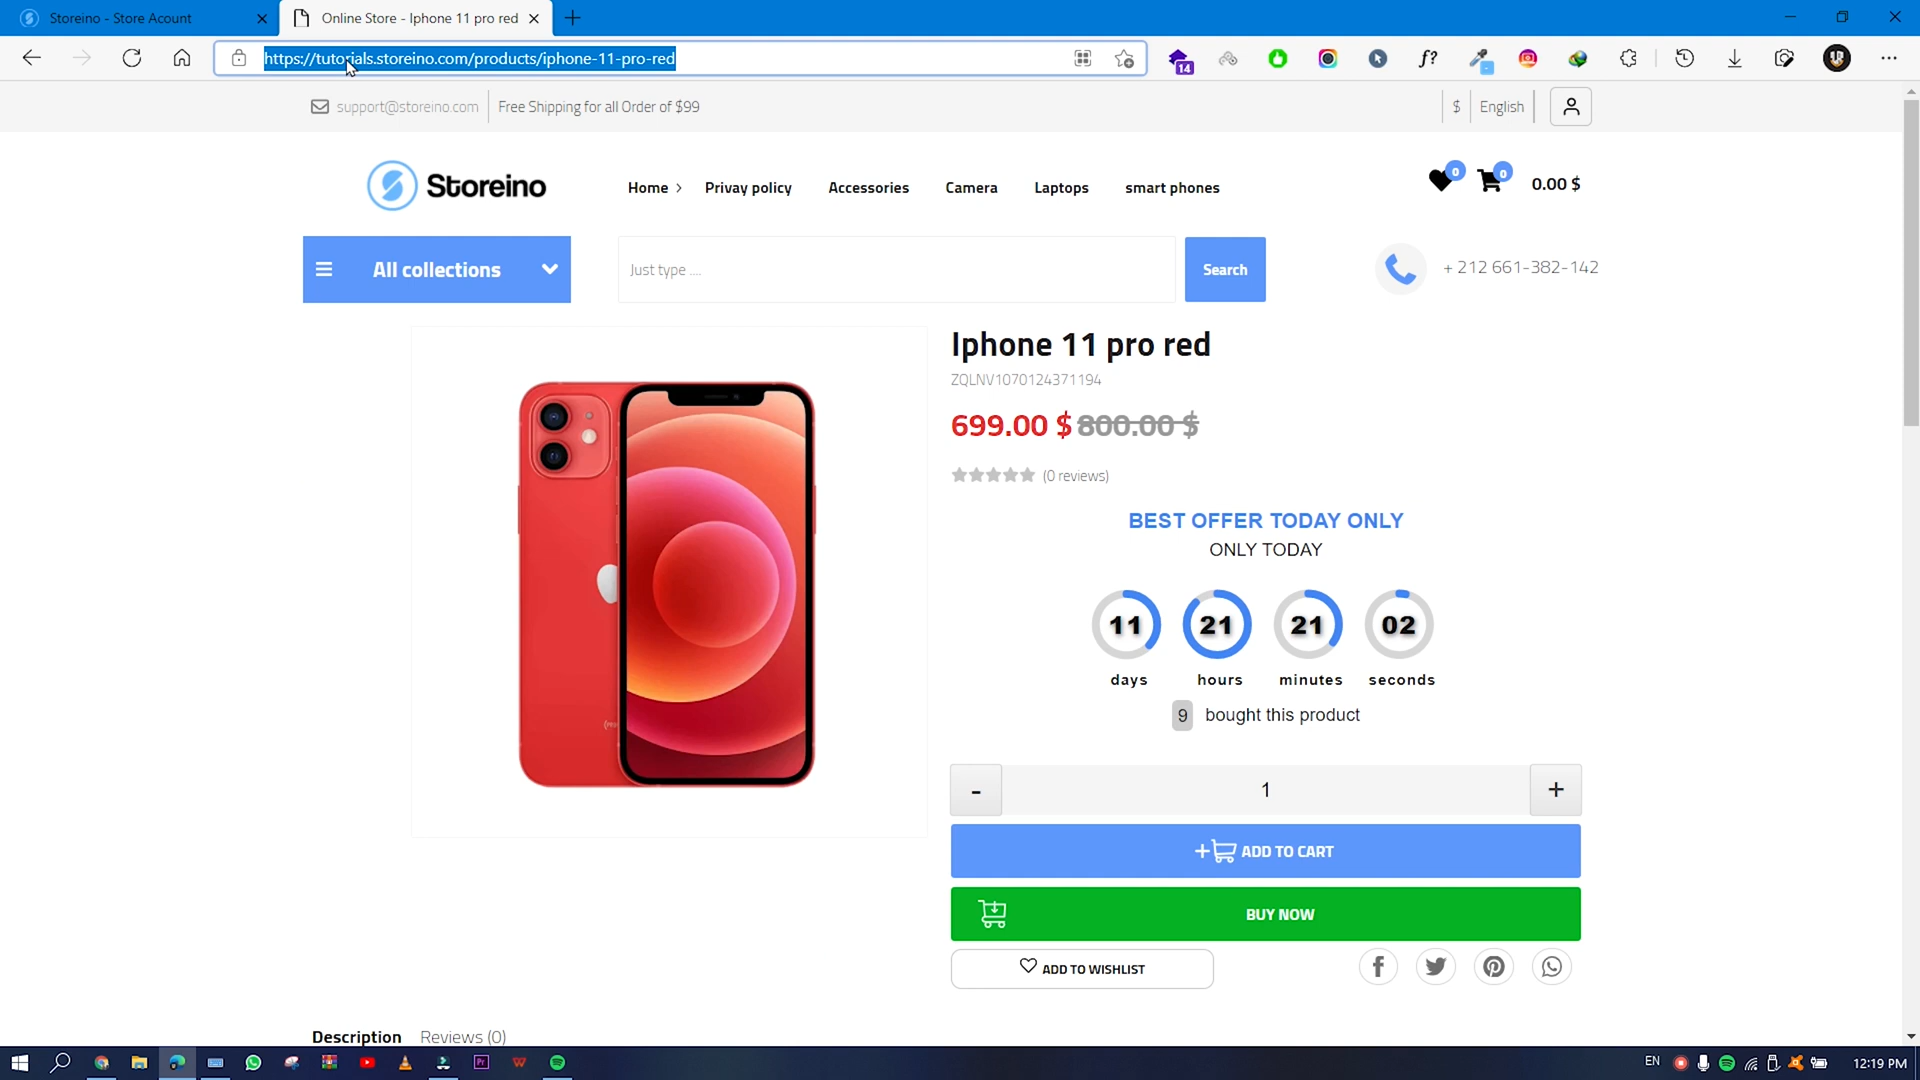 Storeino - Store Acount
Online Store - Iphone 11 pro red
https://tutorials.storeino.com/products/iphone-11-pro-red
14
f?
support@storeino.com
Free Shipping for all Order of $99
$
English
Storeino
Home
Privay policy
Accessories
Camera
Laptops
smart phones
0
0
0.00 $
All collections
Just type ....
Search
+ 212 661-382-142
Iphone 11 pro red
ZQLNV1070124371194
699.00 $ 800.00 $
(0 reviews)
BEST OFFER TODAY ONLY
ONLY TODAY
11 21 21 02
days hours minutes seconds
9 bought this product
- 1 +
ADD TO CART
BUY NOW
ADD TO WISHLIST
Description
Reviews (0)
Pr
EN
12:19 PM